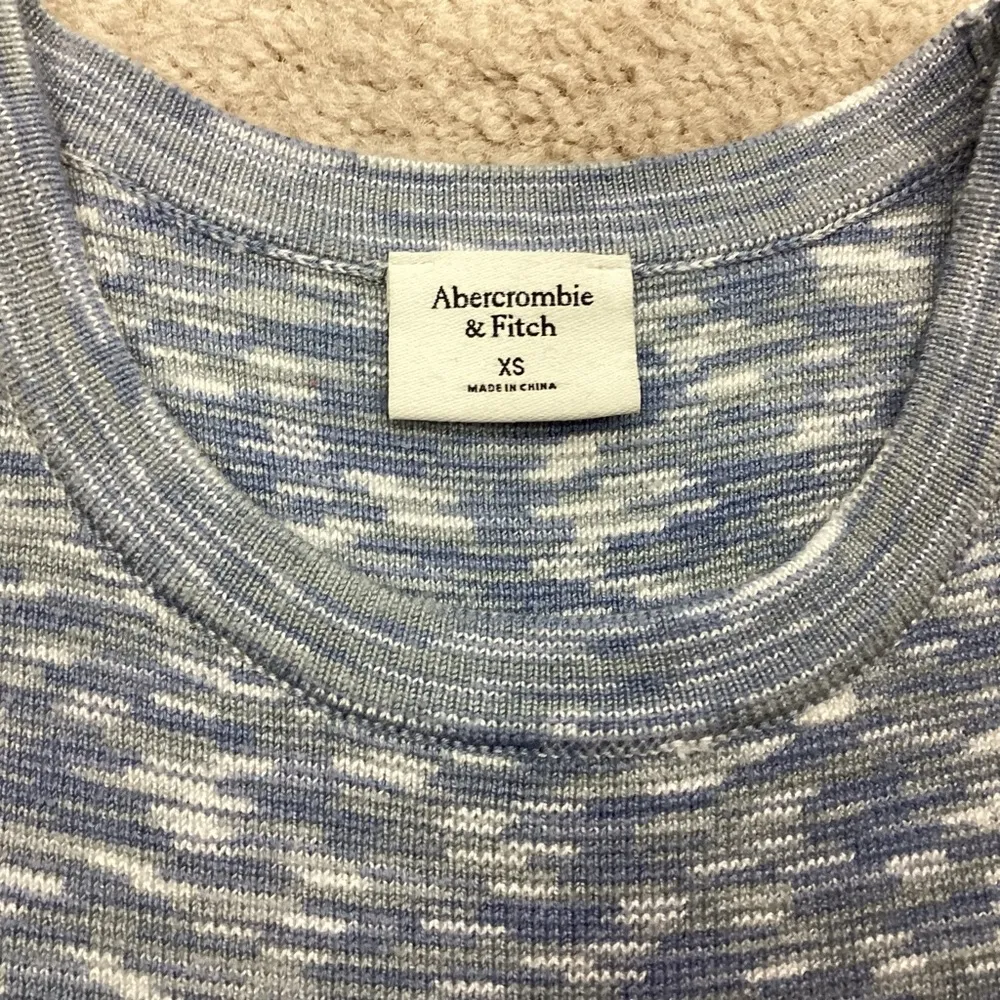 Abercrombie
& Fitch
XS
MADE IN CHINA